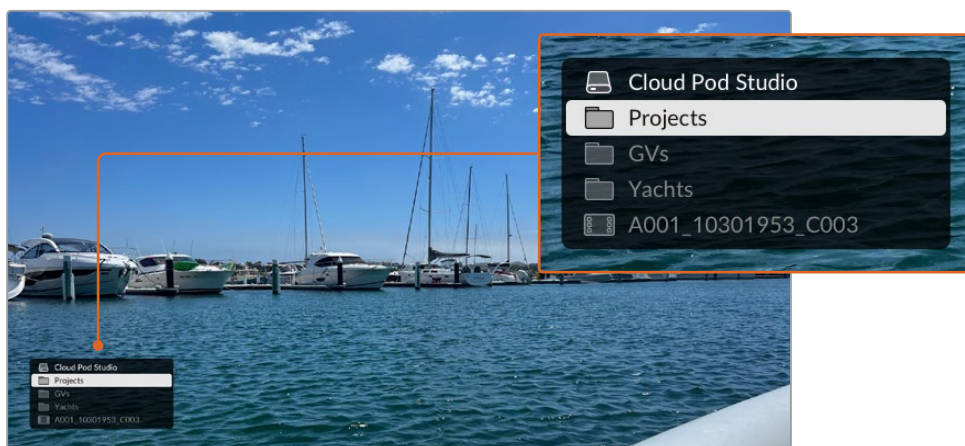 Cloud Pod Studio
Projects
GVs
Yachts
A001_10301953_C003
Cloud Pod Studio
Projects
GVs
Yachts
A001_10301953_C003